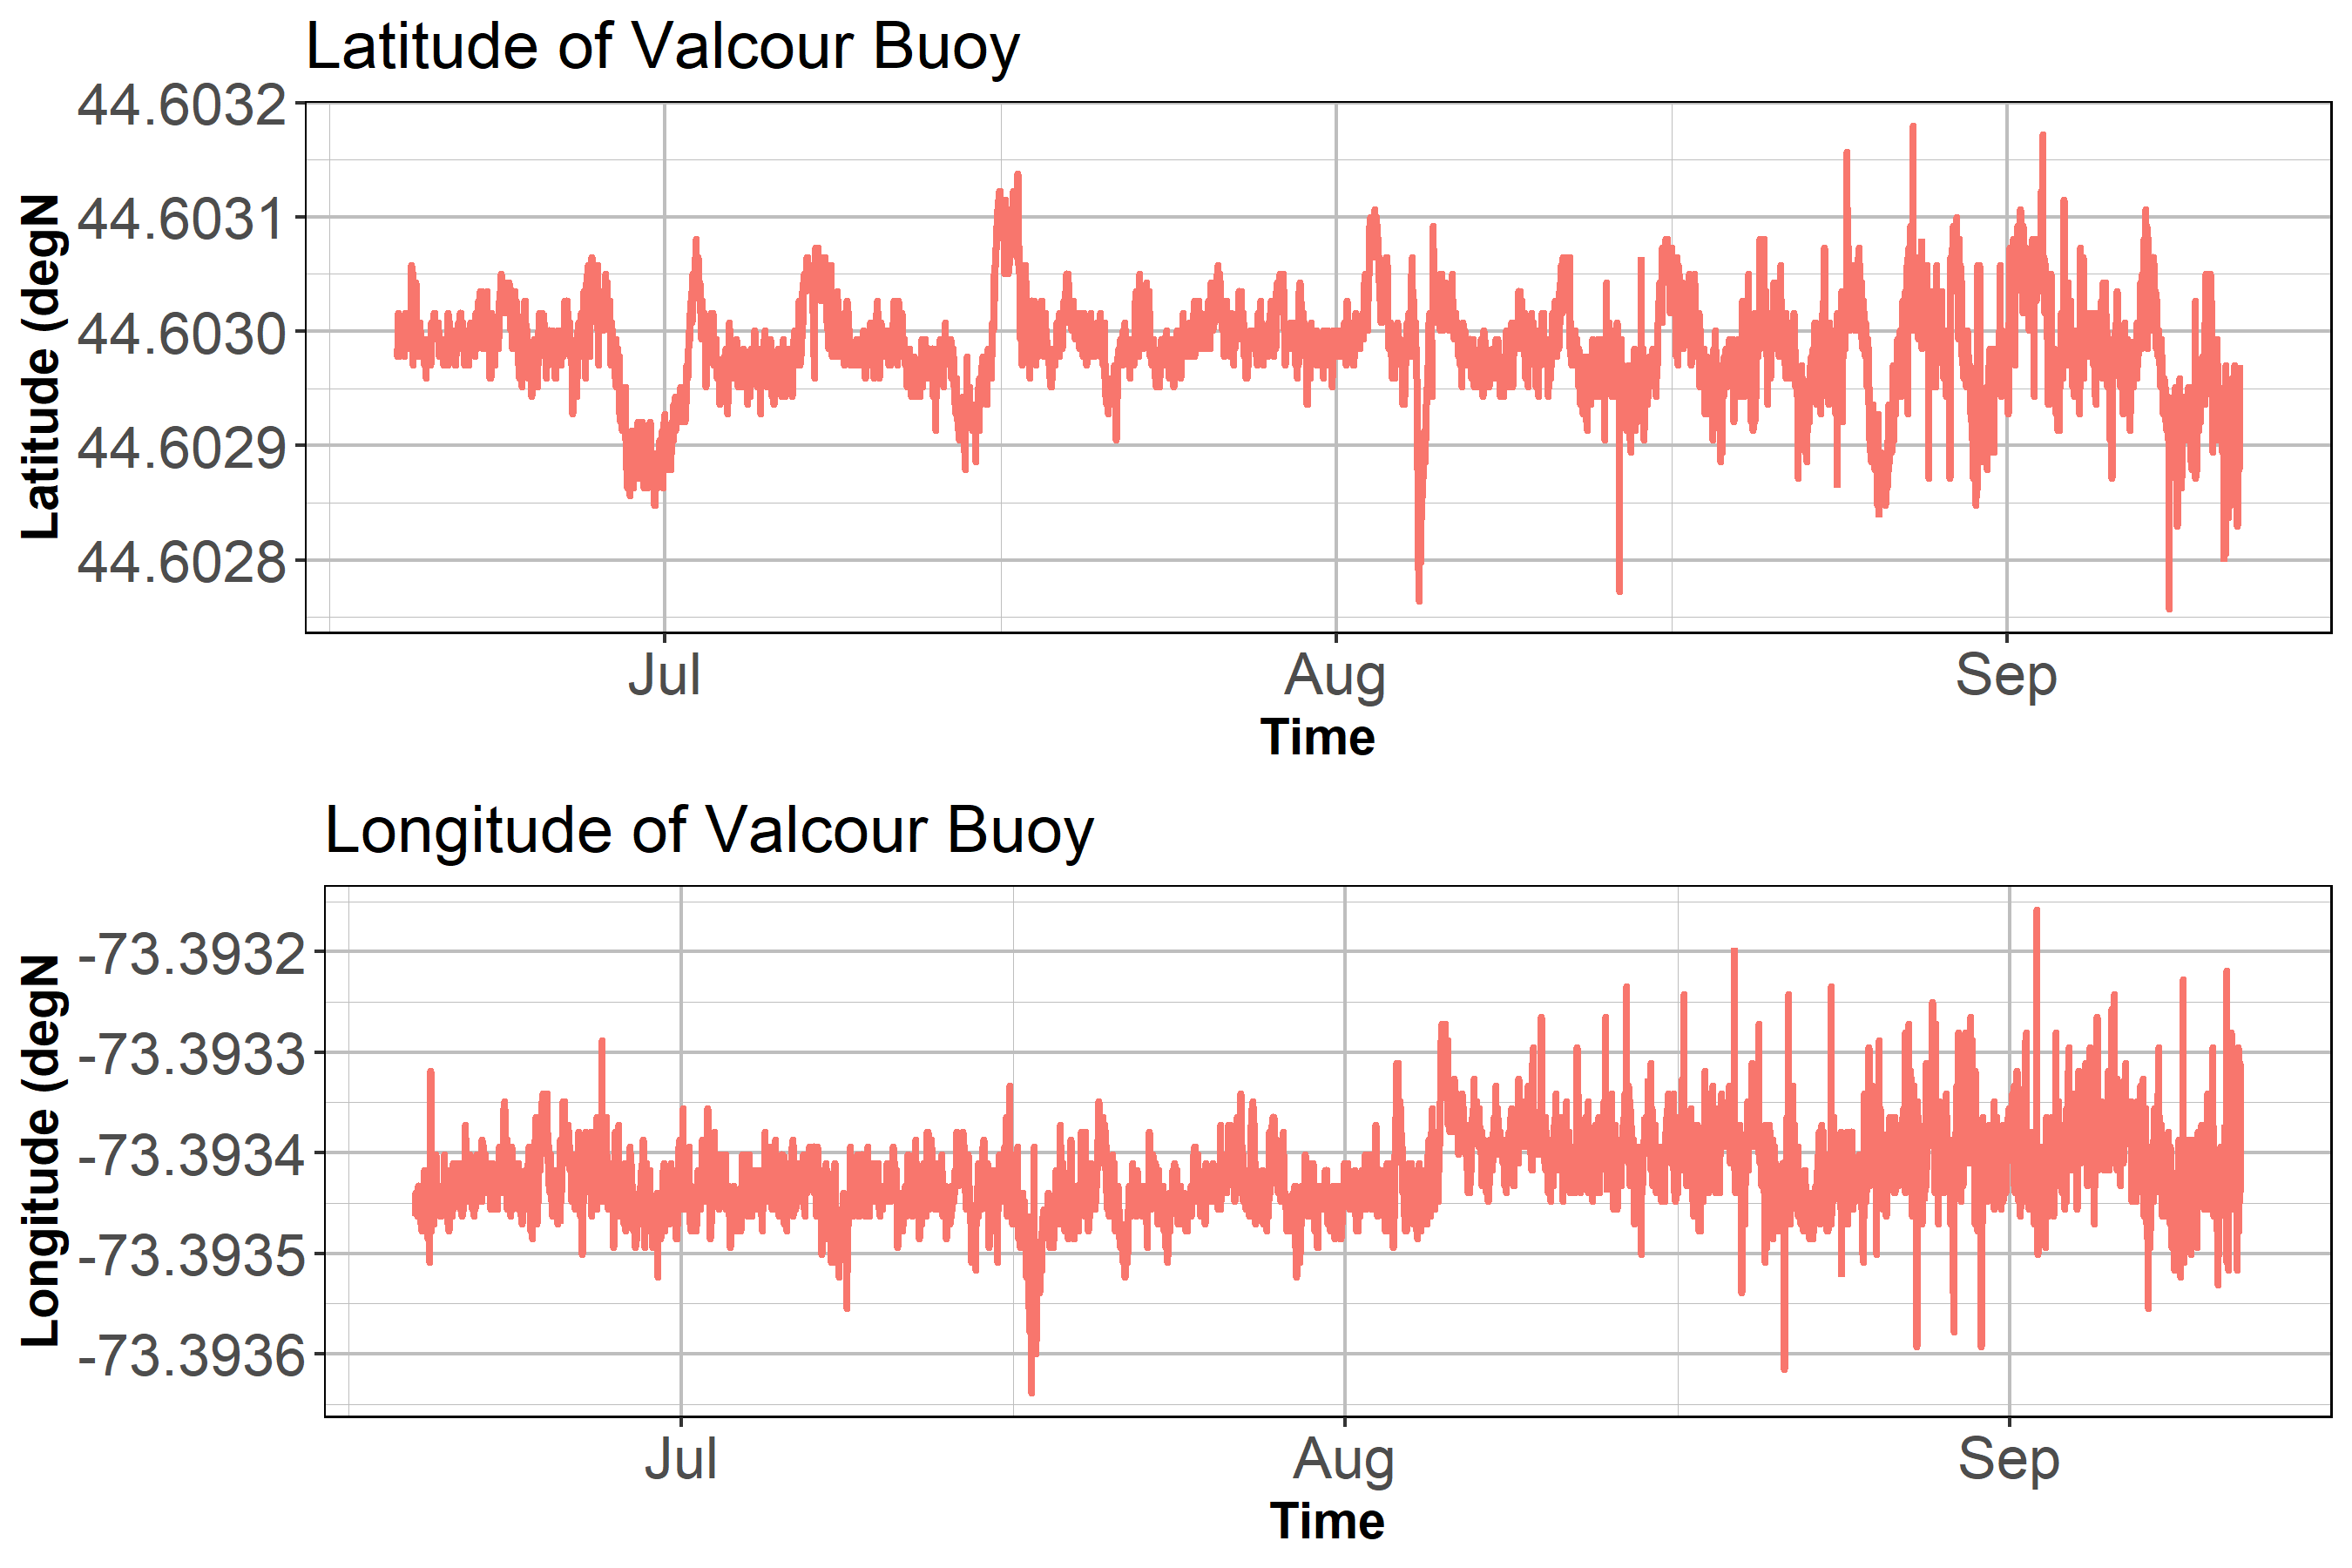 Latitude of Valcour Buoy
44.6032
44.6031
44.6030
44.6029
44.6028
Latitude (degN
Jul Aug Sep
Time
Longitude of Valcour Buoy
-73.3932
-73.3933
-73.3934
-73.3935
-73.3936
Longitude (degN
Jul Aug Sep
Time